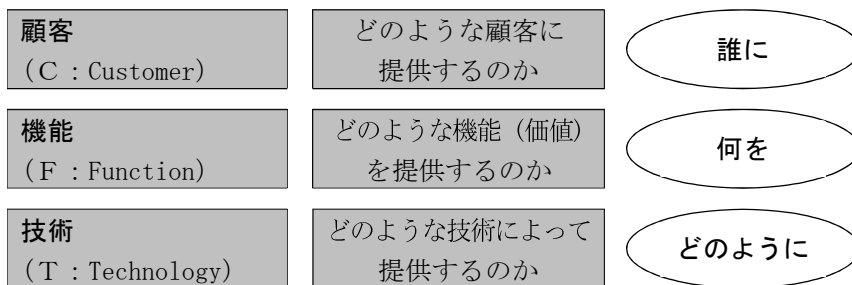 顧客
（C：Customer）
どのような顧客に
提供するのか
誰に
機能
（F：Function）
どのような機能（価値）
を提供するのか
何を
技術
（T：Technology）
どのような技術によって
提供するのか
どのように